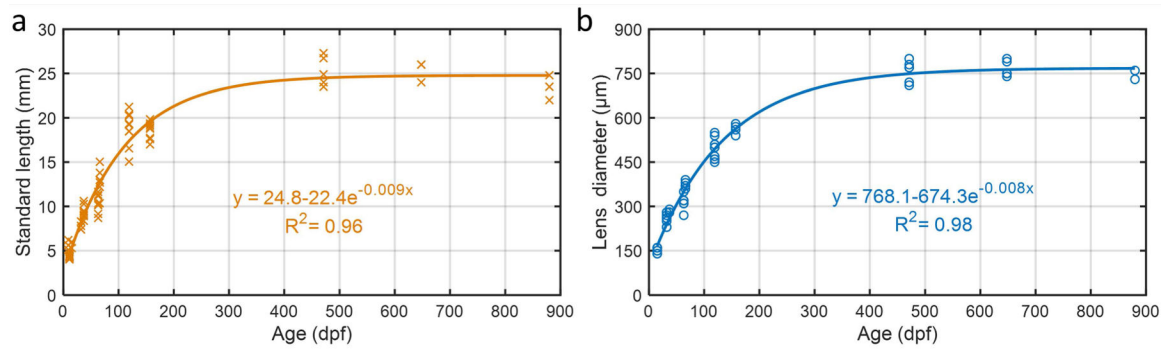 a
30
25
20
15
10
5
0
Standard length (mm)
y = 24.8-22.4e^-0.009x
R² = 0.96
0 100 200 300 400 500 600 700 800 900
Age (dpf)
b
900
750
600
450
300
150
0
Lens diameter (µm)
y = 768.1-674.3e^-0.008x
R² = 0.98
0 100 200 300 400 500 600 700 800 900
Age (dpf)